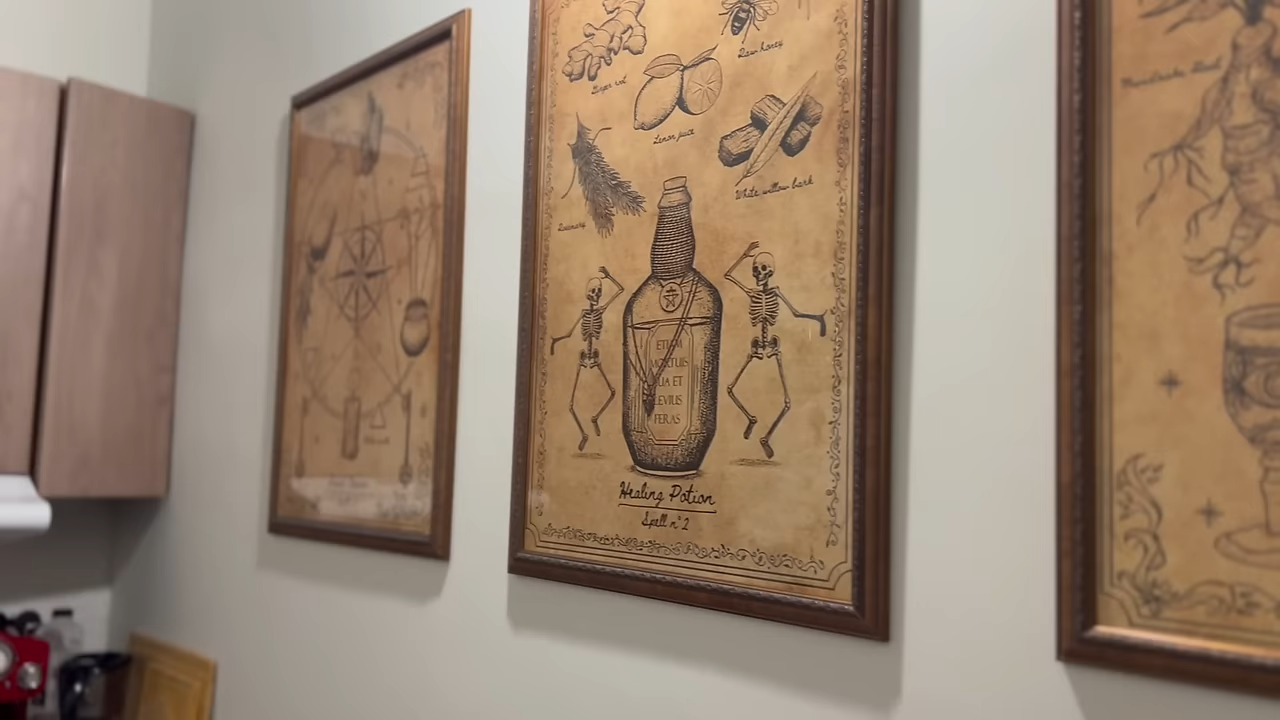 Raw honey
Ginger root
Lemon juice
White willow bark
Rosemary
ETIAM
MORTUIS
QUA ET
LEVIUS
FERAS
Healing Potion
Spell n°2
Mandrake Root